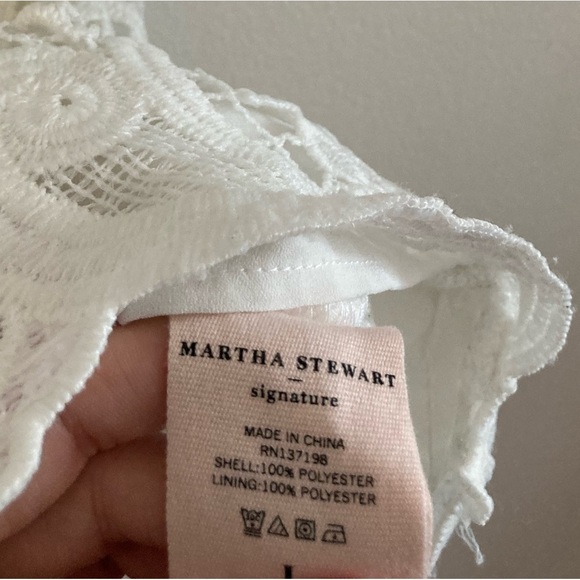 MARTHA STEWART
signature
MADE IN CHINA
RN137198
SHELL:100% POLYESTER
LINING:100% POLYESTER